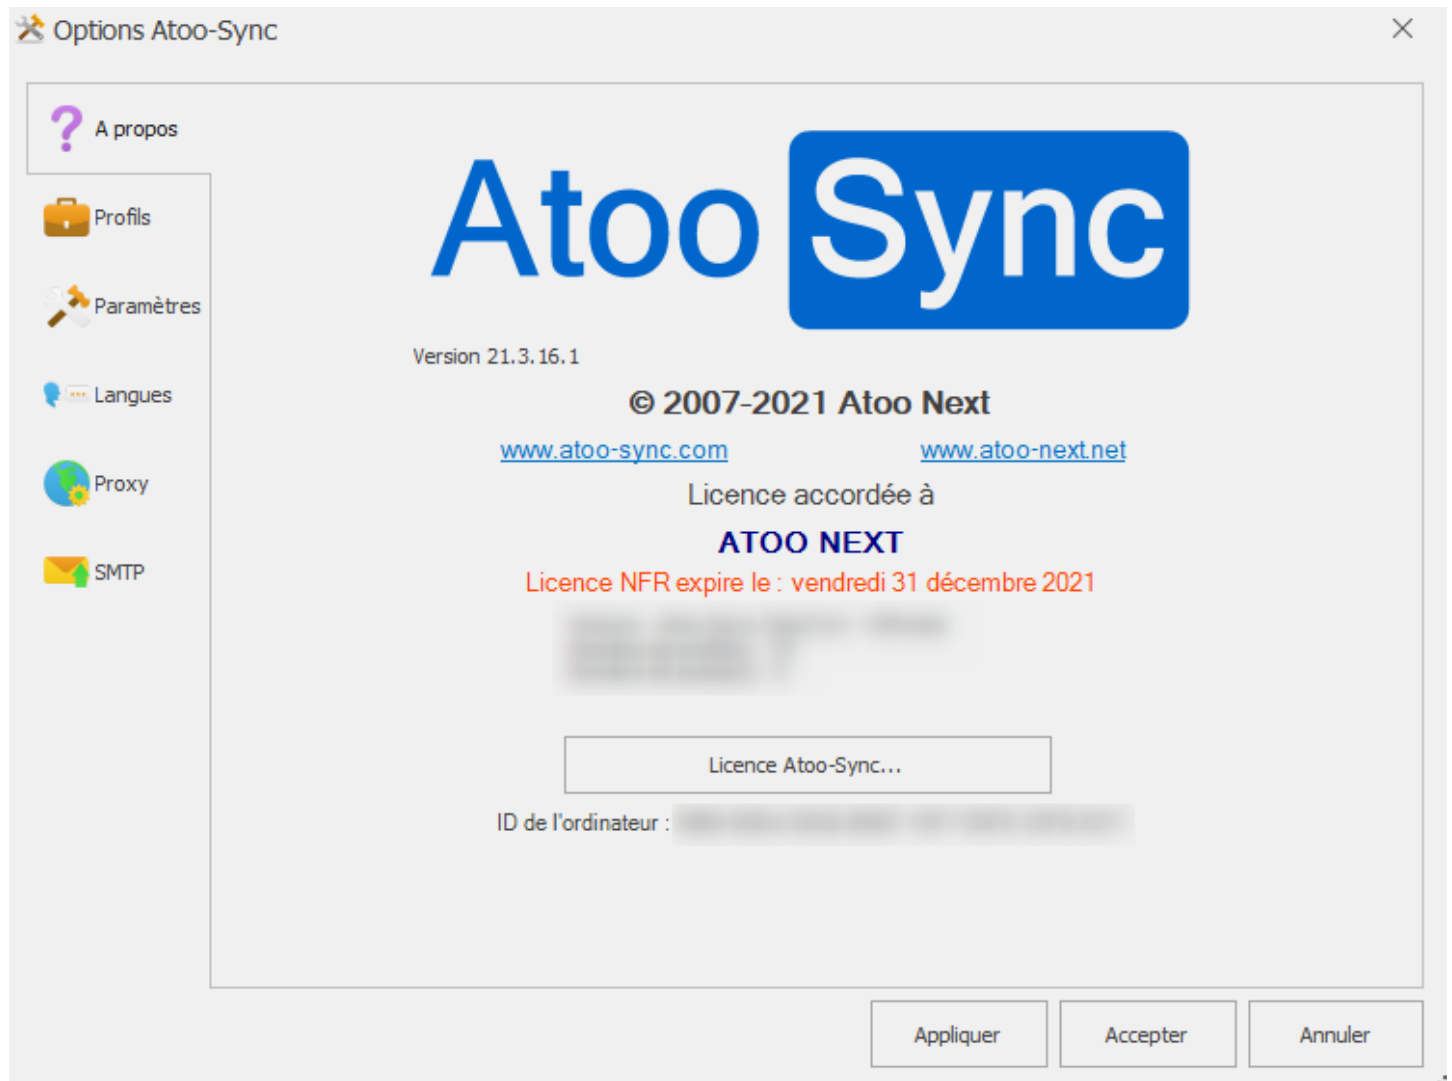 Options Atoo-Sync
A propos
Profils
Paramètres
Langues
Proxy
SMTP
Atoo Sync
Version 21.3.16.1
© 2007-2021 Atoo Next
www.atoo-sync.com www.atoo-next.net
Licence accordée à
ATOO NEXT
Licence NFR expire le : vendredi 31 décembre 2021
Licence Atoo-Sync...
ID de l'ordinateur :
Appliquer Accepter Annuler